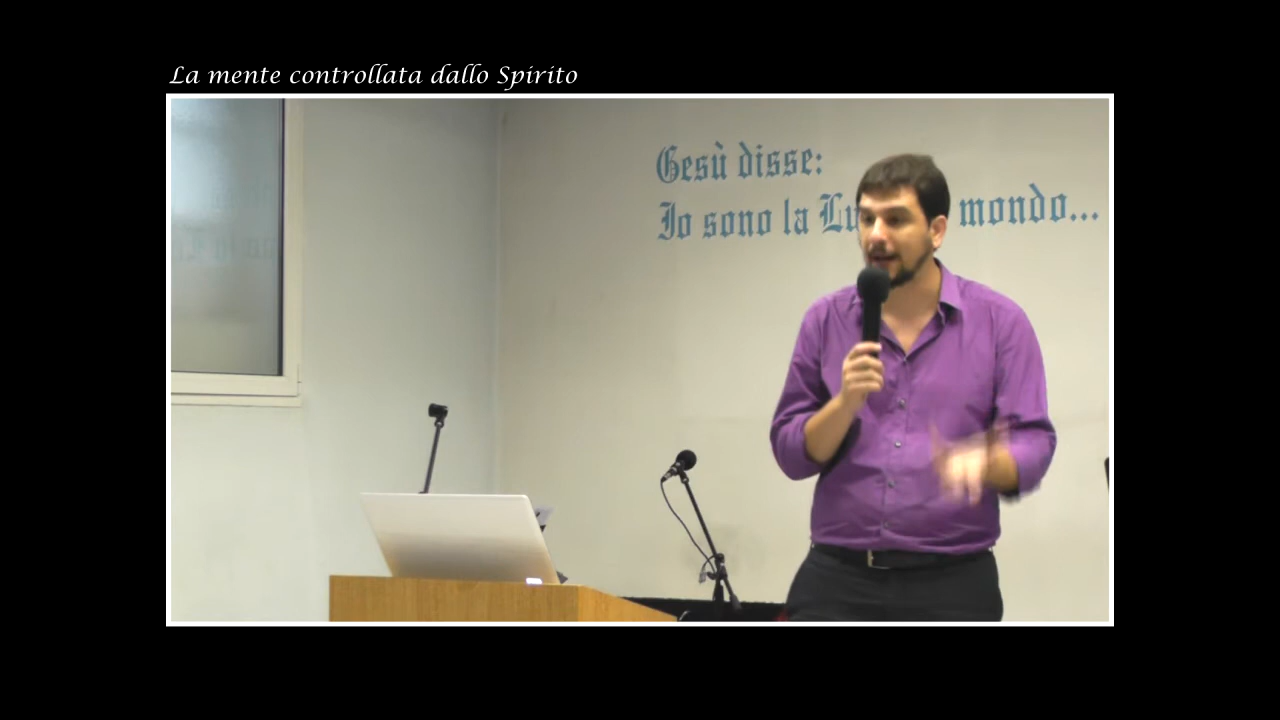 La mente controllata dallo Spirito
Gesù disse:
Io sono la mondo...